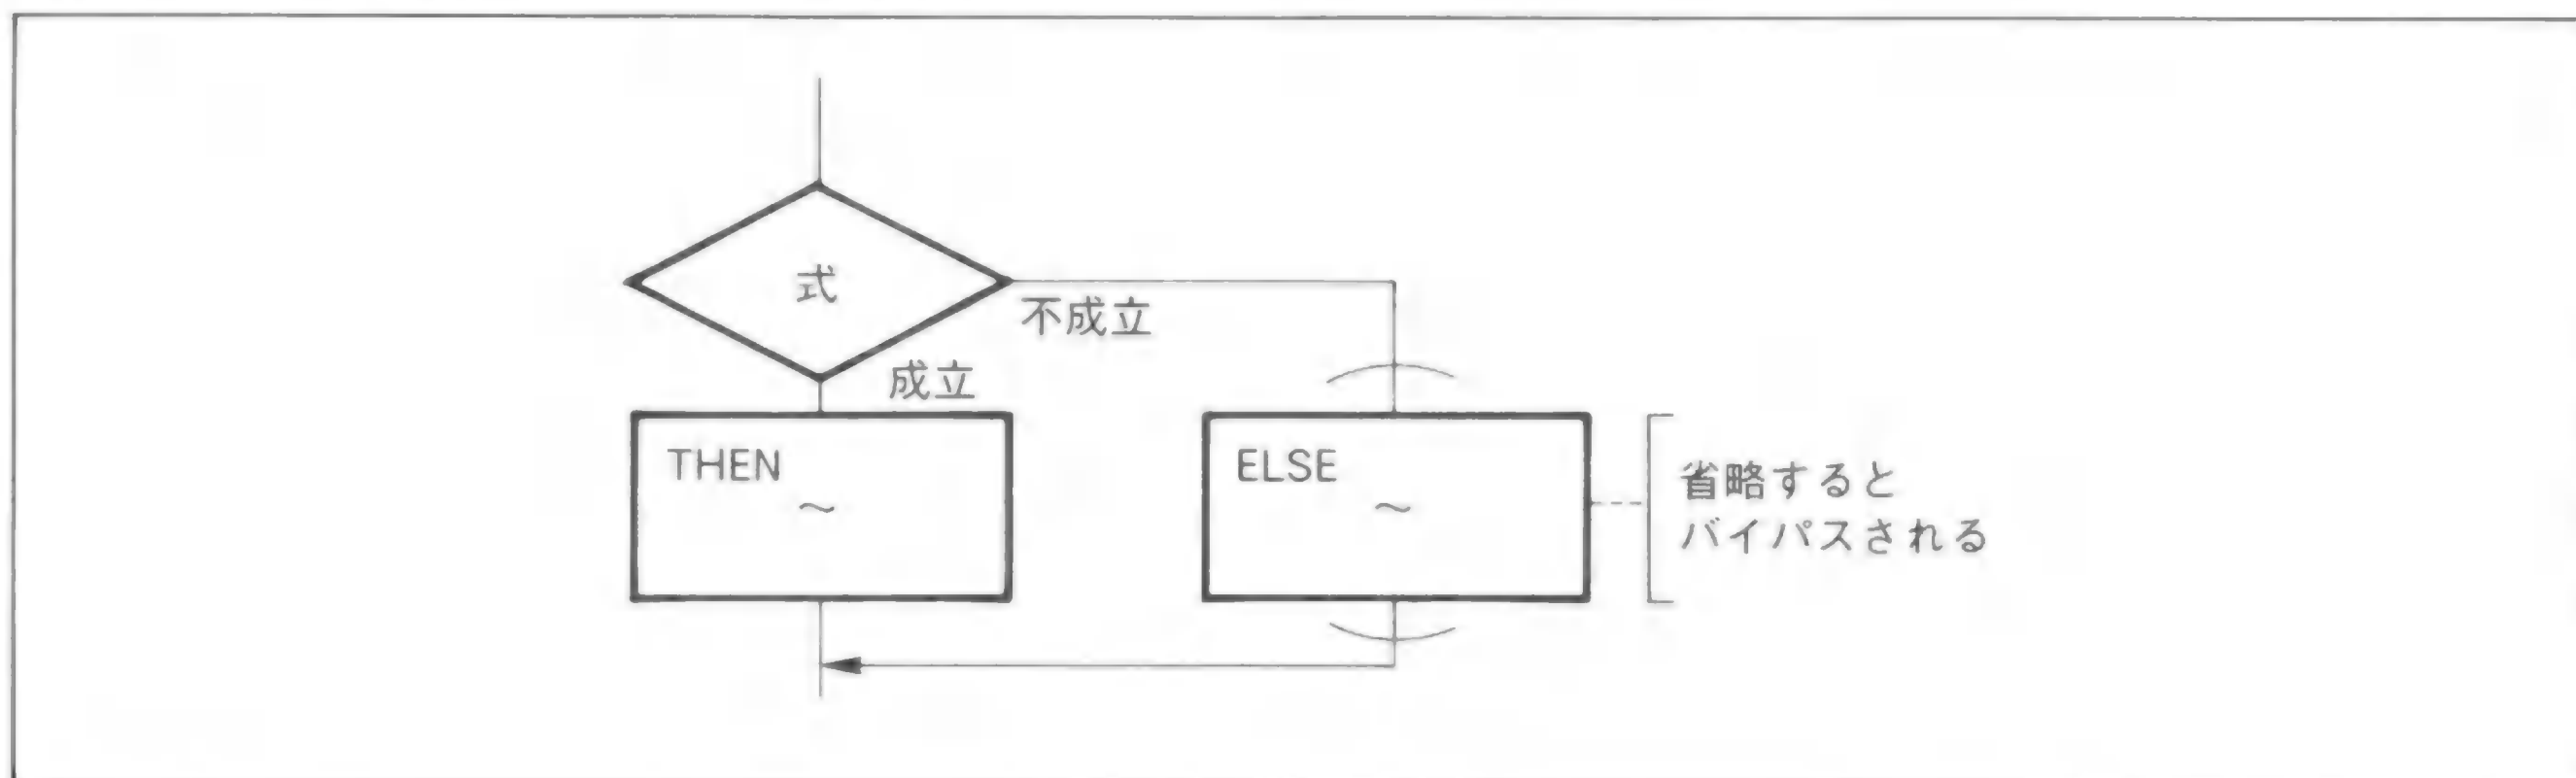 式
不成立
成立
THEN
～
ELSE
～
省略すると
バイパスされる